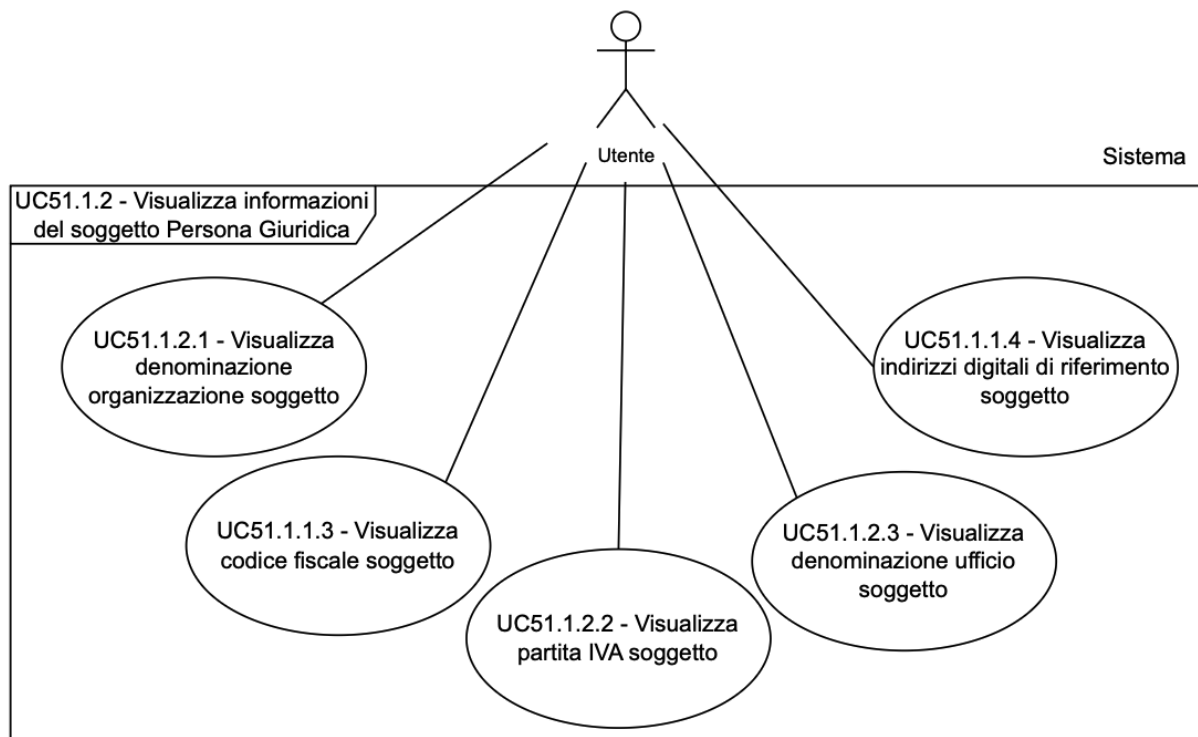 Utente
Sistema
UC51.1.2 - Visualizza informazioni
del soggetto Persona Giuridica
UC51.1.2.1 - Visualizza
denominazione
organizzazione soggetto
UC51.1.1.4 - Visualizza
indirizzi digitali di riferimento
soggetto
UC51.1.1.3 - Visualizza
codice fiscale soggetto
UC51.1.2.3 - Visualizza
denominazione ufficio
soggetto
UC51.1.2.2 - Visualizza
partita IVA soggetto